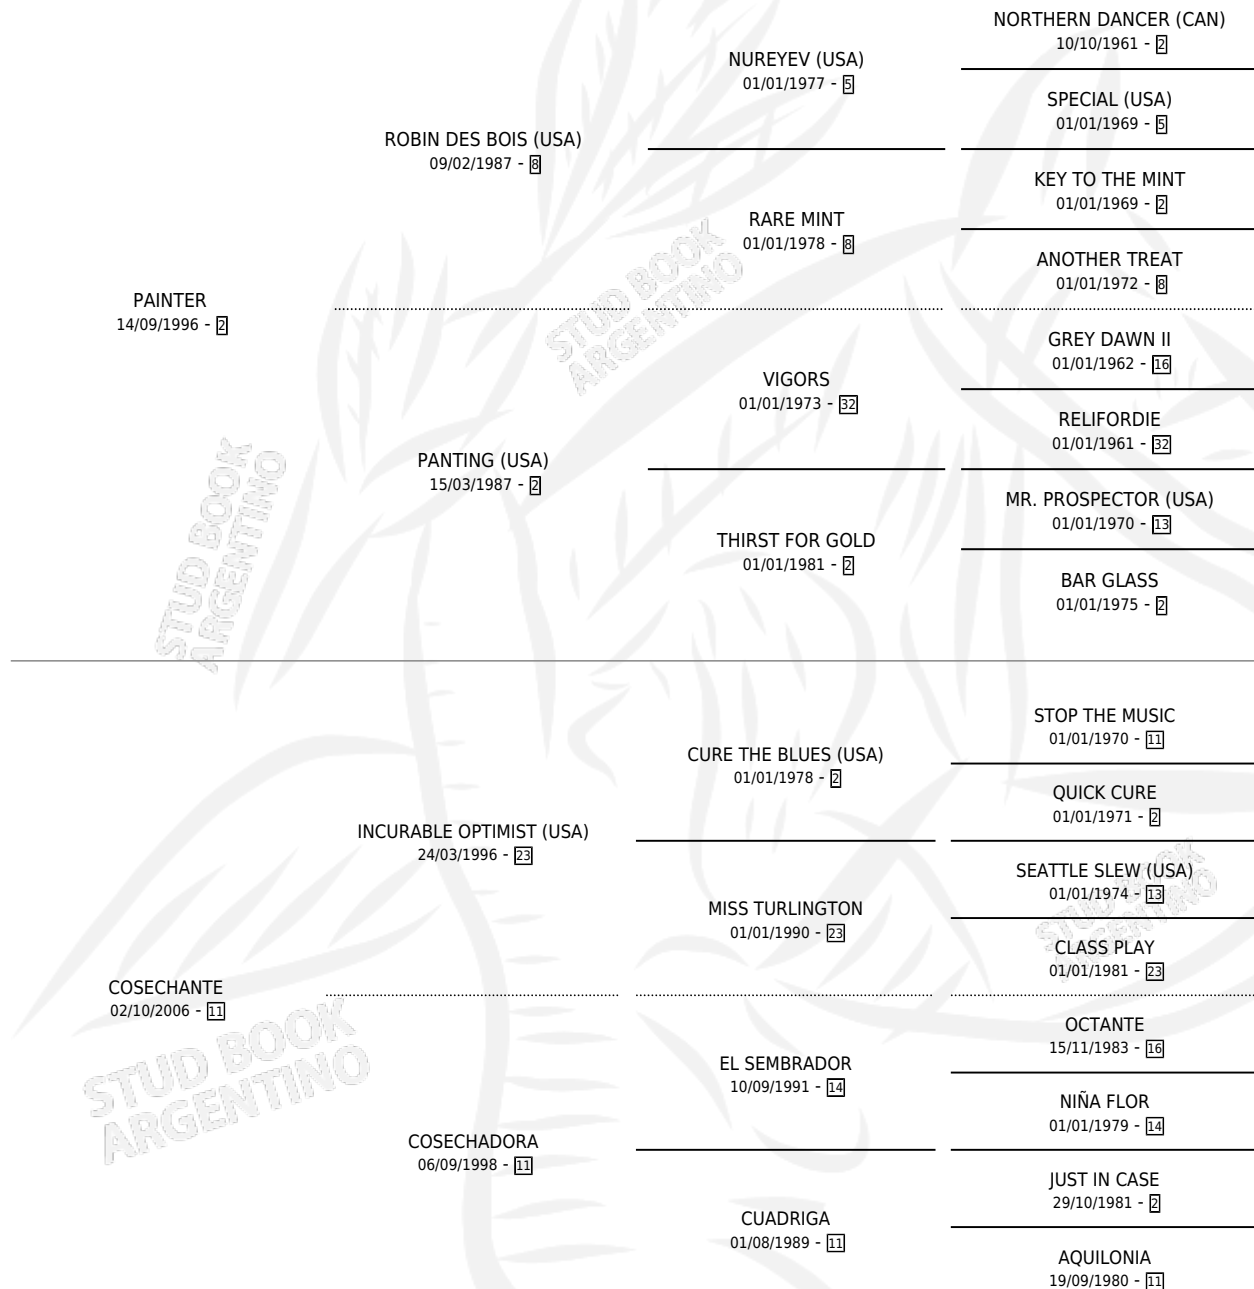 NORTHERN DANCER (CAN)
10/10/1961 - 2
NUREYEV (USA)
01/01/1977 - 5
SPECIAL (USA)
01/01/1969 - 5
ROBIN DES BOIS (USA)
09/02/1987 - 8
KEY TO THE MINT
01/01/1969 - 2
RARE MINT
01/01/1978 - 8
ANOTHER TREAT
01/01/1972 - 8
PAINTER
14/09/1996 - 2
GREY DAWN II
01/01/1962 - 16
VIGORS
01/01/1973 - 32
RELIFORDIE
01/01/1961 - 32
PANTING (USA)
15/03/1987 - 2
MR. PROSPECTOR (USA)
01/01/1970 - 13
THIRST FOR GOLD
01/01/1981 - 2
BAR GLASS
01/01/1975 - 2
STUD BOOK
ARGENTINO
STUD BOOK
ARGENTINO
STOP THE MUSIC
01/01/1970 - 11
CURE THE BLUES (USA)
01/01/1978 - 2
QUICK CURE
01/01/1971 - 2
INCURABLE OPTIMIST (USA)
24/03/1996 - 23
SEATTLE SLEW (USA)
01/01/1974 - 13
MISS TURLINGTON
01/01/1990 - 23
CLASS PLAY
01/01/1981 - 23
COSECHANTE
02/10/2006 - 11
OCTANTE
15/11/1983 - 16
EL SEMBRADOR
10/09/1991 - 14
NIÑA FLOR
01/01/1979 - 14
COSECHADORA
06/09/1998 - 11
JUST IN CASE
29/10/1981 - 2
CUADRIGA
01/08/1989 - 11
AQUILONIA
19/09/1980 - 11
STUD BOOK
ARGENTINO
STUD BOOK
ARGENTINO